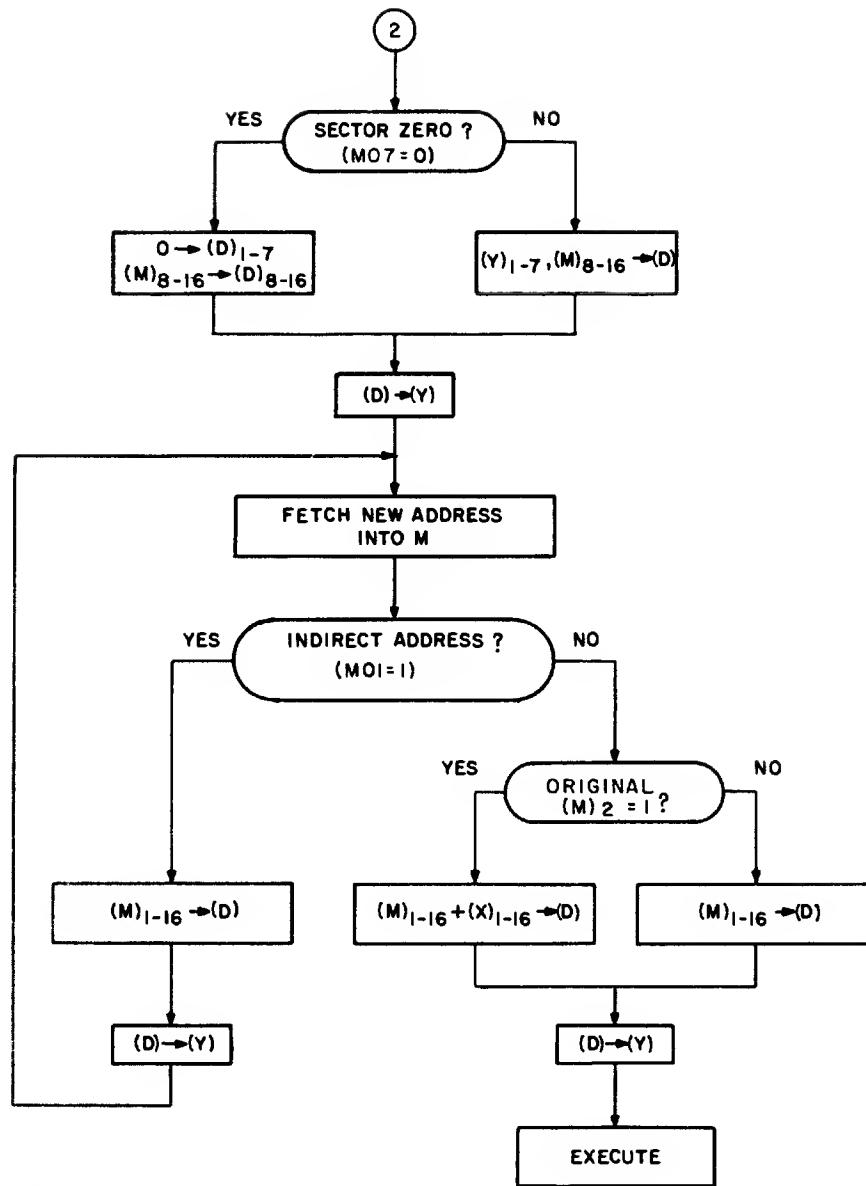 2
YES
SECTOR ZERO ?
(M07=0)
NO
0→(D)1-7
(M)8-16→(D)8-16
(Y)1-7,(M)8-16→(D)
(D)→(Y)
FETCH NEW ADDRESS
INTO M
YES
INDIRECT ADDRESS ?
(M01=1)
NO
YES
ORIGINAL
(M)2=1?
NO
(M)1-16→(D)
(M)1-16+(X)1-16→(D)
(M)1-16→(D)
(D)→(Y)
(D)→(Y)
EXECUTE